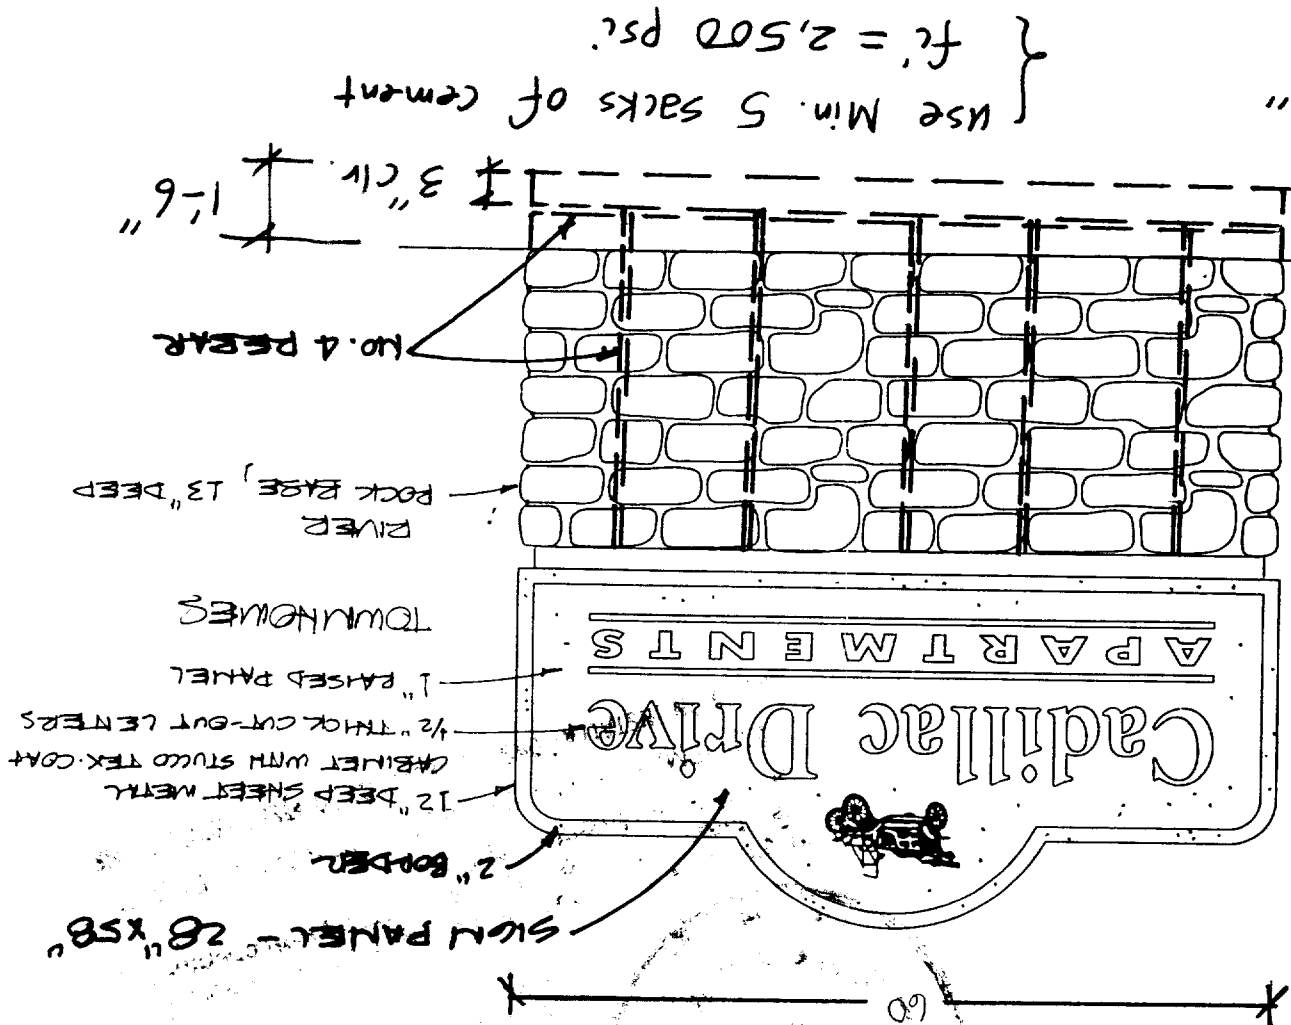 60
SIGN PANEL - 28" X 58"
2" BORDER
12" DEEP SHEET METAL
CABINET WITH STUCCO TEX-COAT
Cadillac Drive
1/2" THICK CUT-OUT LETTERS
APARTMENTS
1" RAISED PANEL
TOWNHOMES
RIVER
ROCK BASE, 13" DEEP
NO. 4 REBAR
3" clr.
1'-6"
use Min. 5 sacks of cement
fc' = 2,500 psi